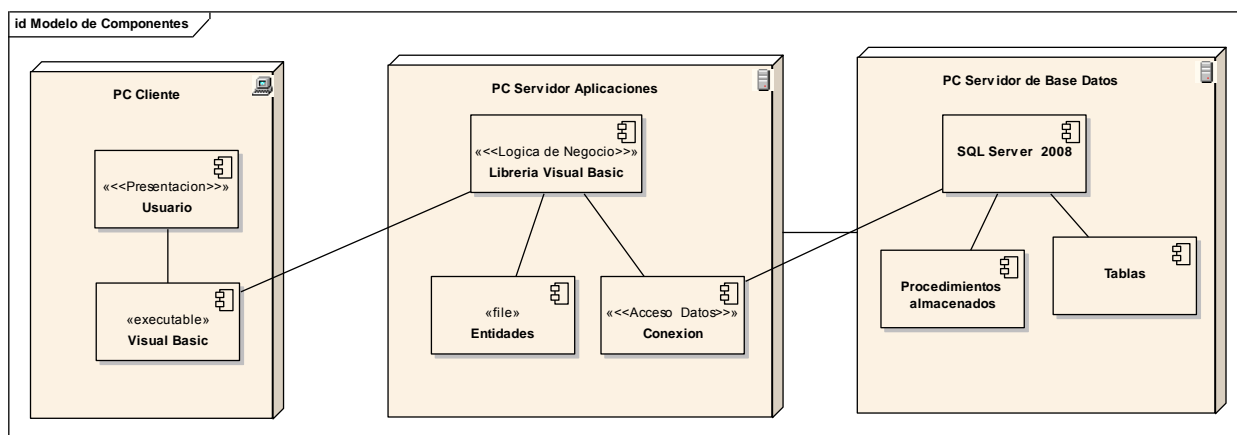 id Modelo de Componentes
PC Cliente
«<<Presentacion>>»
Usuario
«executable»
Visual Basic
PC Servidor Aplicaciones
«<<Logica de Negocio>>»
Libreria Visual Basic
«file»
Entidades
«<<Acceso Datos>>»
Conexion
PC Servidor de Base Datos
SQL Server 2008
Procedimientos
almacenados
Tablas